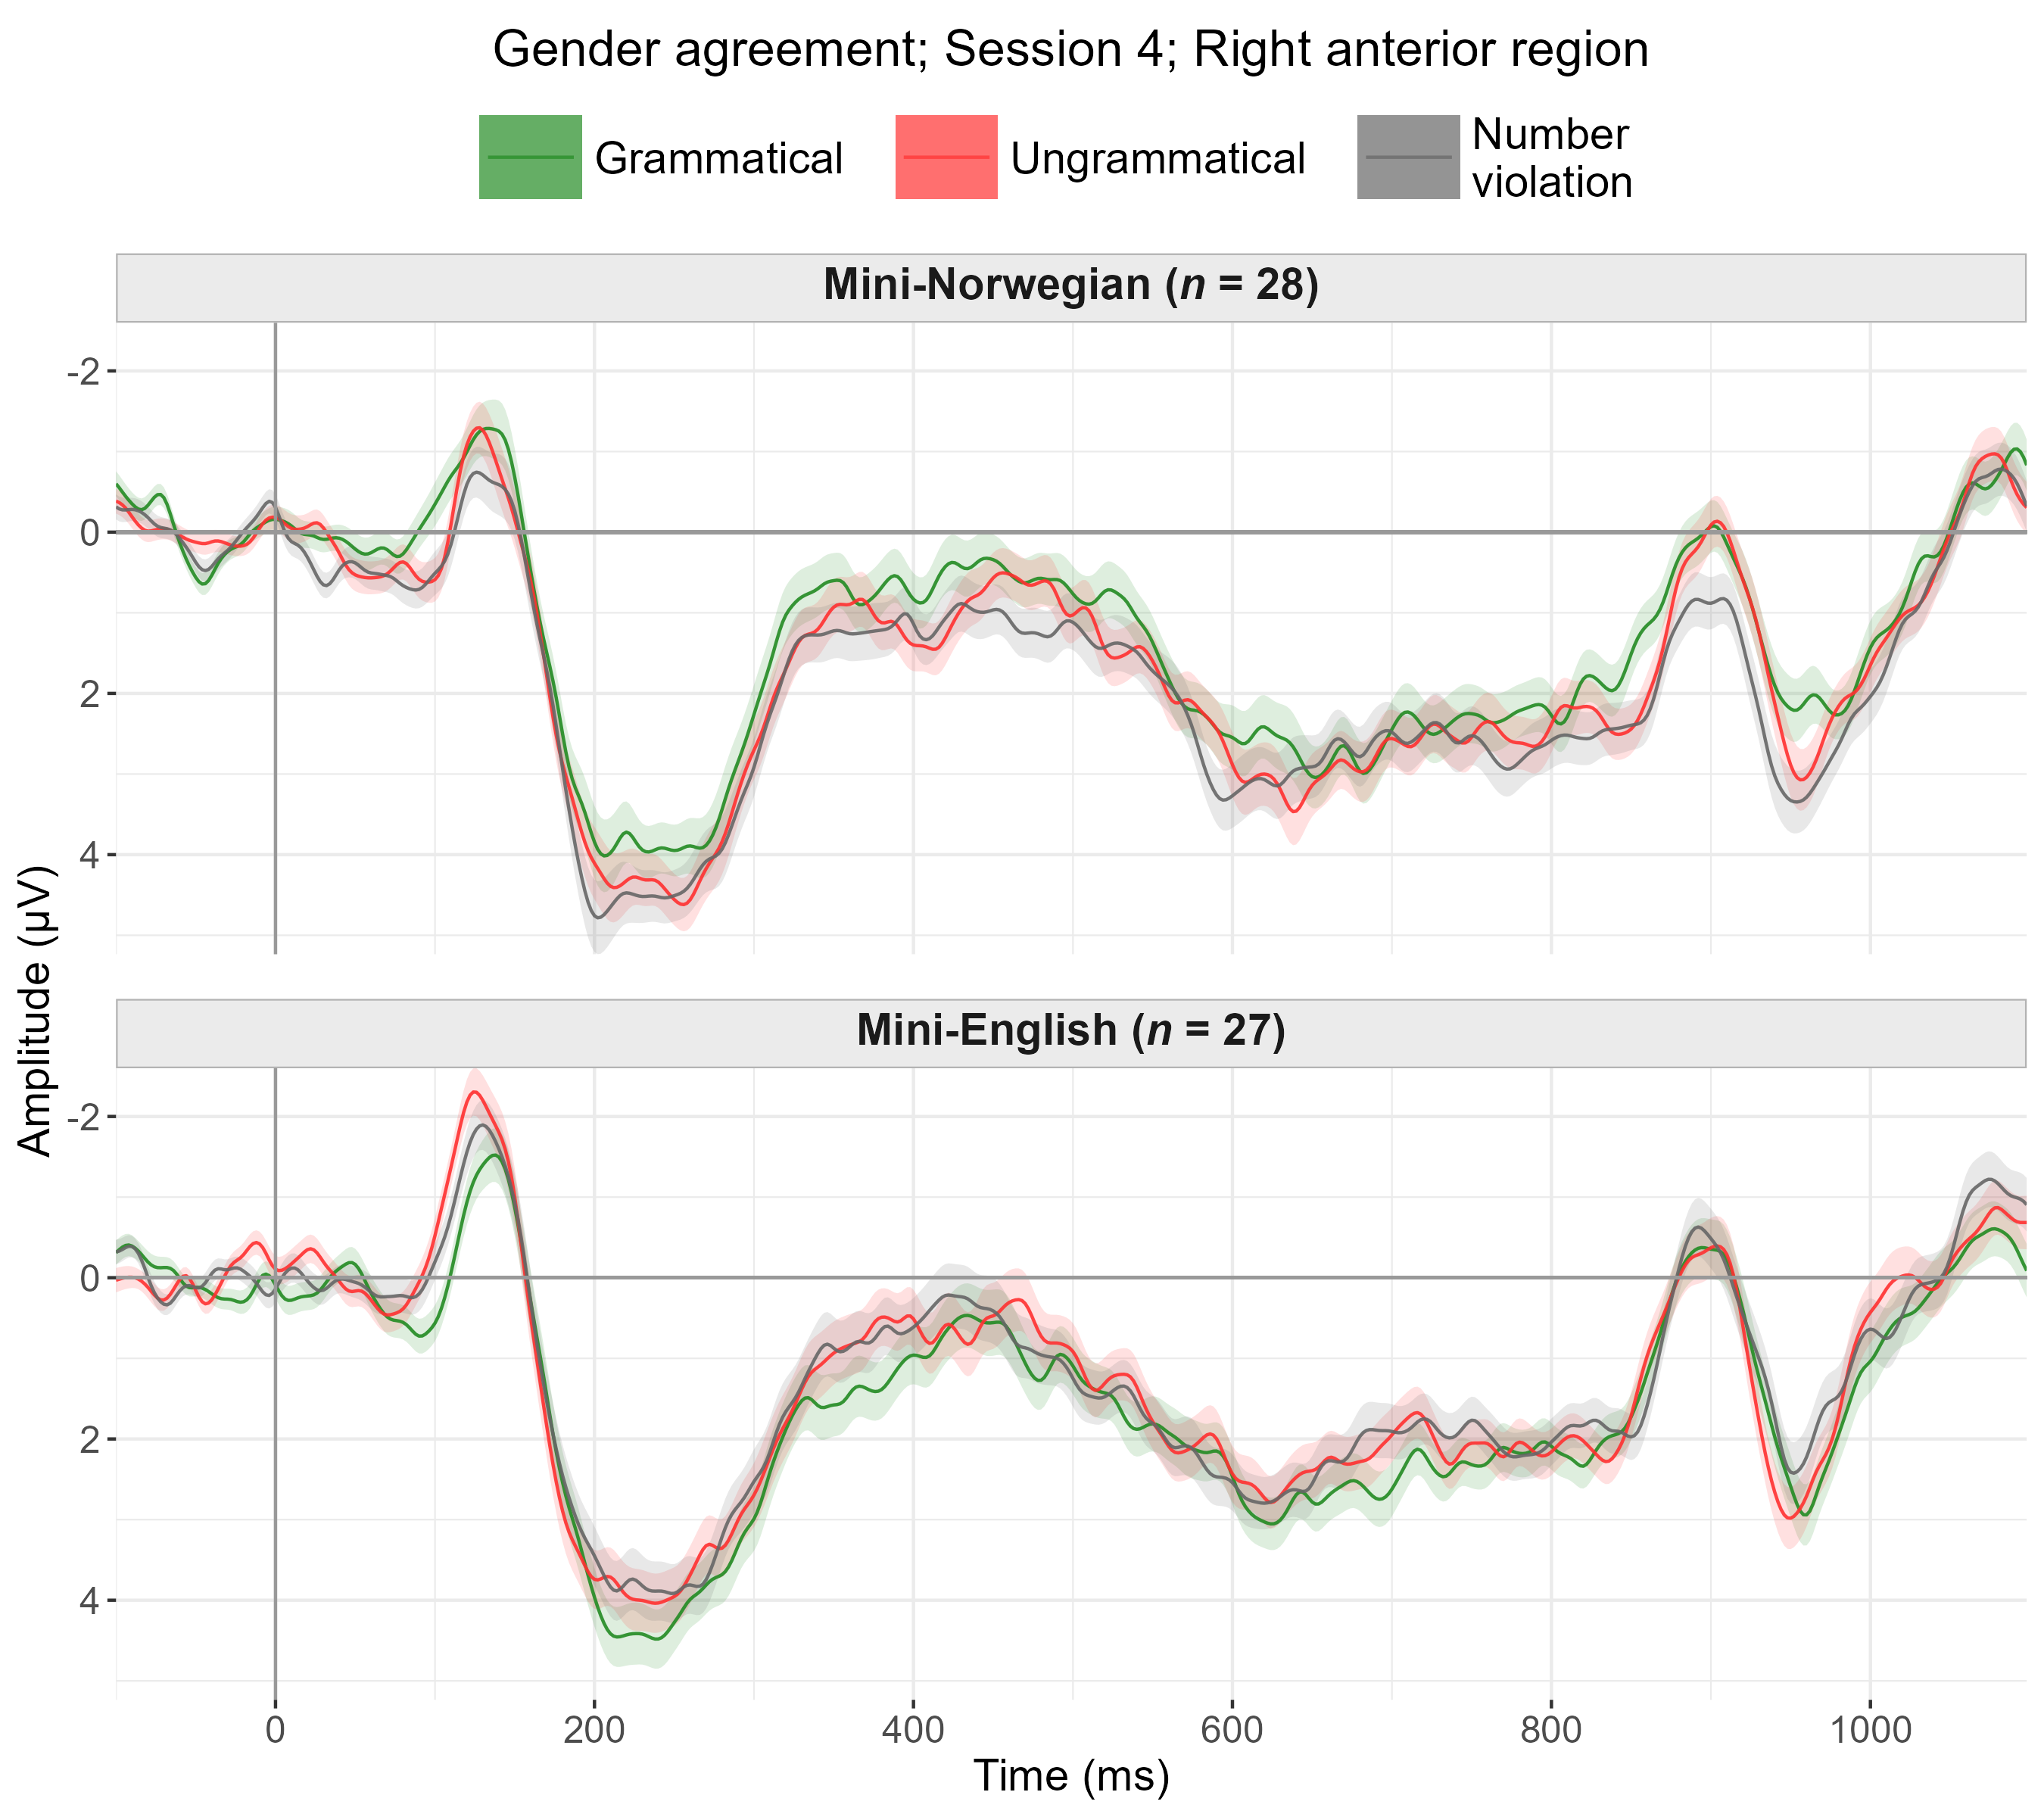 Gender agreement; Session 4; Right anterior region
Grammatical
Ungrammatical
Number
violation
Mini-Norwegian (n = 28)
-2
0
2
4
Mini-English (n = 27)
-2
0
2
4
Amplitude (µV)
0 200 400 600 800 1000
Time (ms)